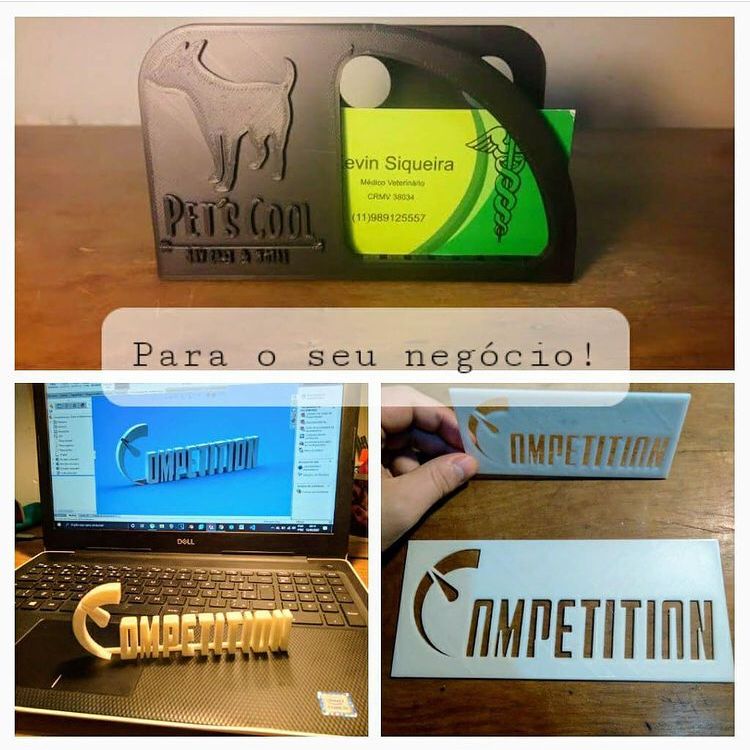 PET'S COOL
evin Siqueira
Médico Veterinário
CRMV 38034
(11)989125557
Para o seu negócio!
COMPETITION
DELL
COMPETITION
COMPETITION
COMPETITION